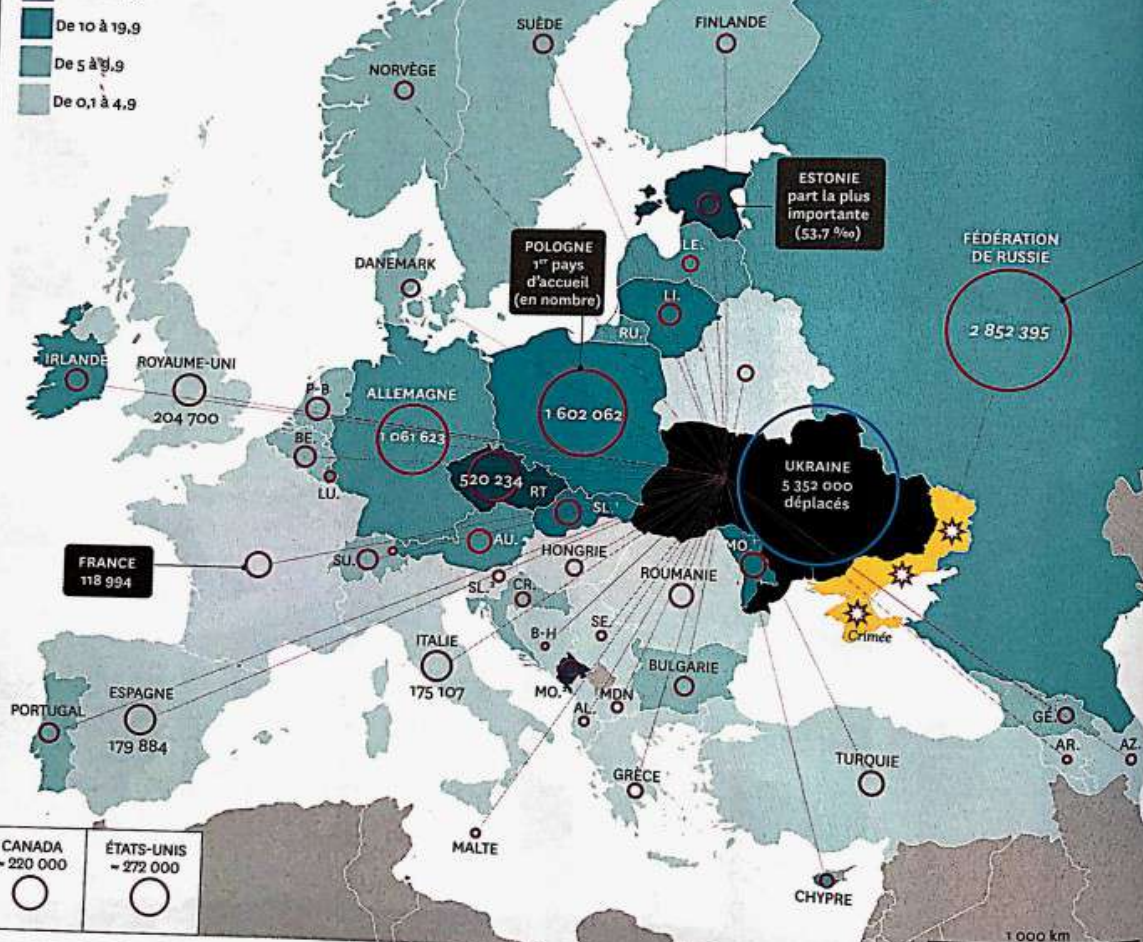 De 10 à 19,9
De 5 à 9,9
De 0,1 à 4,9
SUÈDE
FINLANDE
NORVÈGE
ESTONIE
part la plus
importante
(53,7 ‰)
POLOGNE
1er pays
d'accueil
(en nombre)
FÉDÉRATION
DE RUSSIE
2 852 395
DANEMARK
LE.
LI.
RU.
IRLANDE
ROYAUME-UNI
204 700
P-B
ALLEMAGNE
1 061 623
1 602 062
BE.
LU.
520 234
RT
SL.¹
UKRAINE
5 352 000
déplacés
FRANCE
118 994
SU.
AU.
HONGRIE
MO.
ROUMANIE
SL.²
CR.
Crimée
ITALIE
175 107
B-H
SE.
BULGARIE
MO.
MDN
AL.
ESPAGNE
179 884
PORTUGAL
GÉ.
AR.
AZ.
GRÈCE
TURQUIE
MALTE
CHYPRE
CANADA
≈ 220 000
ÉTATS-UNIS
≈ 272 000
1 000 km